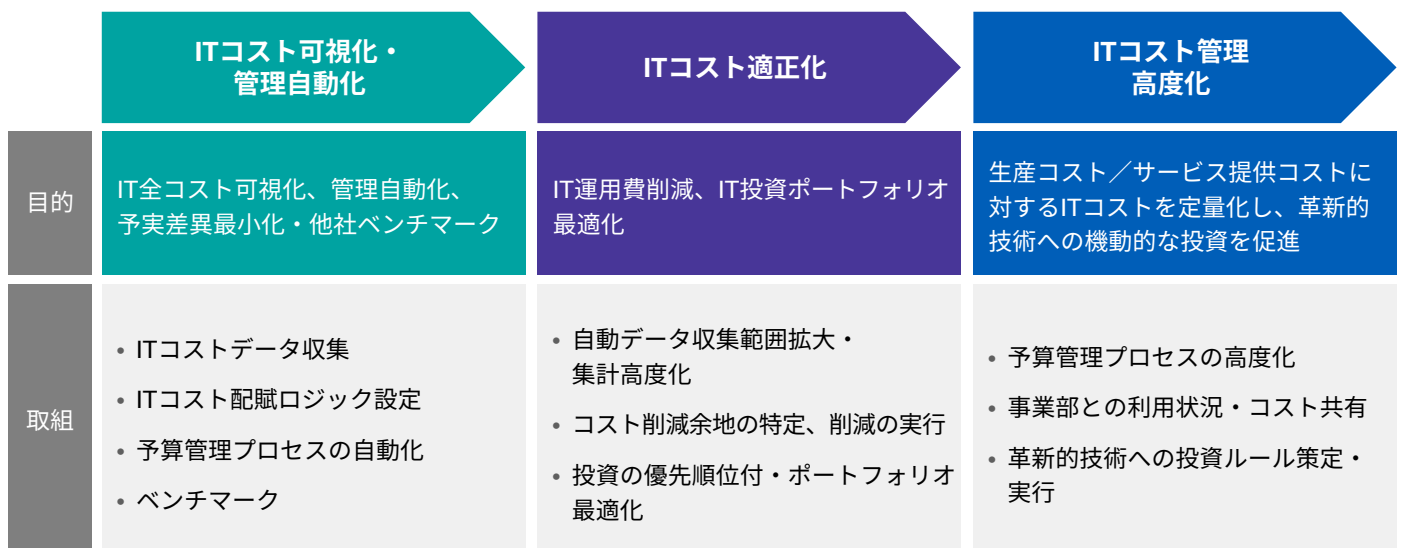 ITコスト可視化・
管理自動化
ITコスト適正化
ITコスト管理
高度化
目的
IT全コスト可視化、管理自動化、
予実差異最小化・他社ベンチマーク
IT運用費削減、IT投資ポートフォリオ
最適化
生産コスト／サービス提供コストに
対するITコストを定量化し、革新的
技術への機動的な投資を促進
取組
• ITコストデータ収集
• ITコスト配賦ロジック設定
• 予算管理プロセスの自動化
• ベンチマーク
• 自動データ収集範囲拡大・
集計高度化
• コスト削減余地の特定、削減の実行
• 投資の優先順位付・ポートフォリオ
最適化
• 予算管理プロセスの高度化
• 事業部との利用状況・コスト共有
• 革新的技術への投資ルール策定・
実行